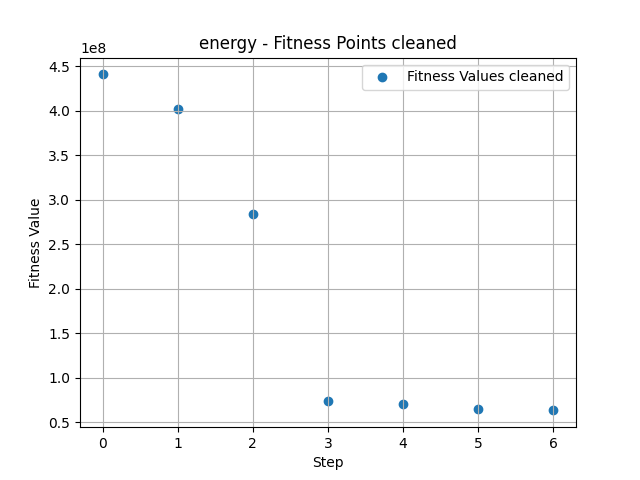 energy - Fitness Points cleaned
1e8
Fitness Values cleaned
4.5
4.0
3.5
3.0
2.5
2.0
1.5
1.0
0.5
Fitness Value
0 1 2 3 4 5 6
Step